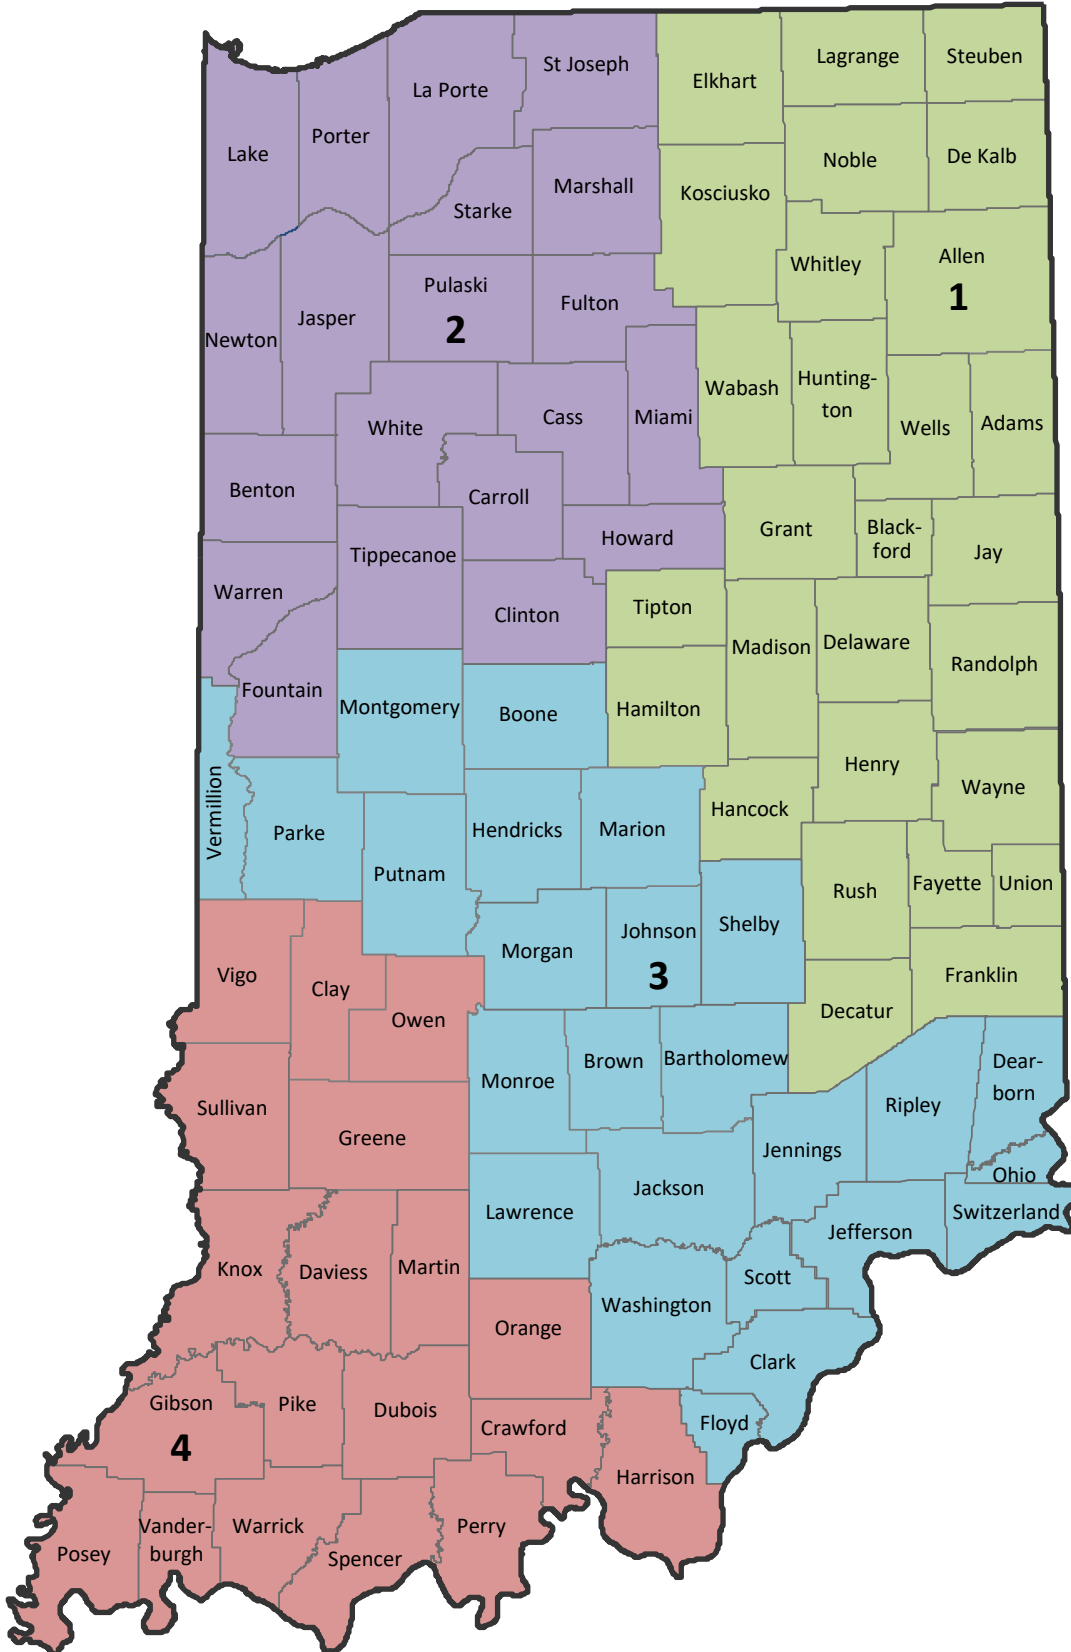 St Joseph
Lagrange
Steuben
La Porte
Elkhart
Porter
Lake
Noble
De Kalb
Marshall
Kosciusko
Starke
Whitley
Allen
1
Pulaski
2
Fulton
Jasper
Newton
Wabash
Hunting-
ton
White
Cass
Miami
Wells
Adams
Benton
Carroll
Grant
Black-
ford
Jay
Howard
Tippecanoe
Warren
Tipton
Clinton
Madison
Delaware
Randolph
Fountain
Montgomery
Boone
Hamilton
Henry
Wayne
Vermillion
Hancock
Parke
Hendricks
Marion
Putnam
Rush
Fayette
Union
Shelby
Johnson
3
Morgan
Vigo
Clay
Franklin
Owen
Decatur
Brown
Bartholomew
Dear-
born
Monroe
Ripley
Sullivan
Greene
Jennings
Ohio
Jackson
Lawrence
Switzerland
Jefferson
Knox
Daviess
Martin
Scott
Washington
Orange
Clark
Gibson
4
Pike
Dubois
Crawford
Floyd
Harrison
Vander-
burgh
Warrick
Perry
Posey
Spencer